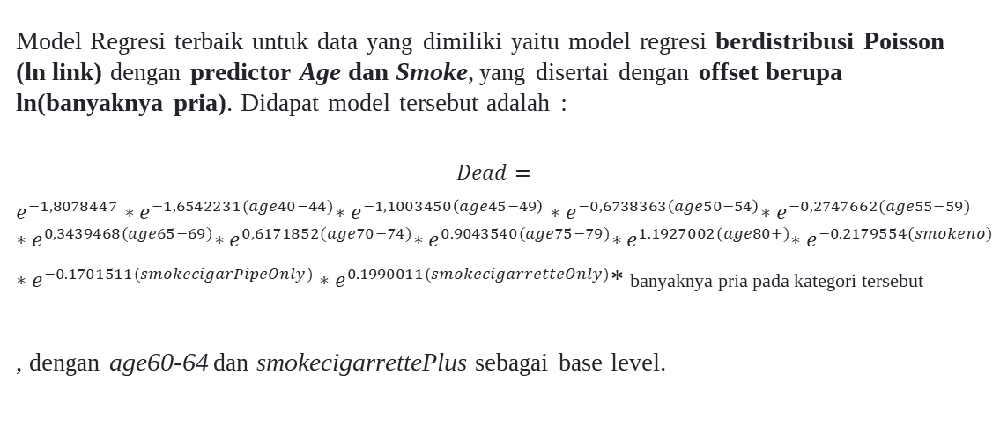 Model Regresi terbaik untuk data yang dimiliki yaitu model regresi berdistribusi Poisson
(ln link) dengan predictor Age dan Smoke, yang disertai dengan offset berupa
ln(banyaknya pria). Didapat model tersebut adalah :
Dead =
e^−1,8078447 * e^−1,6542231(age40−44) * e^−1,1003450(age45−49) * e^−0,6738363(age50−54) * e^−0,2747662(age55−59)
* e^0,3439468(age65−69) * e^0,6171852(age70−74) * e^0.9043540(age75−79) * e^1.1927002(age80+) * e^−0.2179554(smokeno)
* e^−0.1701511(smokecigarPipeOnly) * e^0.1990011(smokecigarretteOnly) * banyaknya pria pada kategori tersebut
, dengan age60-64 dan smokecigarrettePlus sebagai base level.